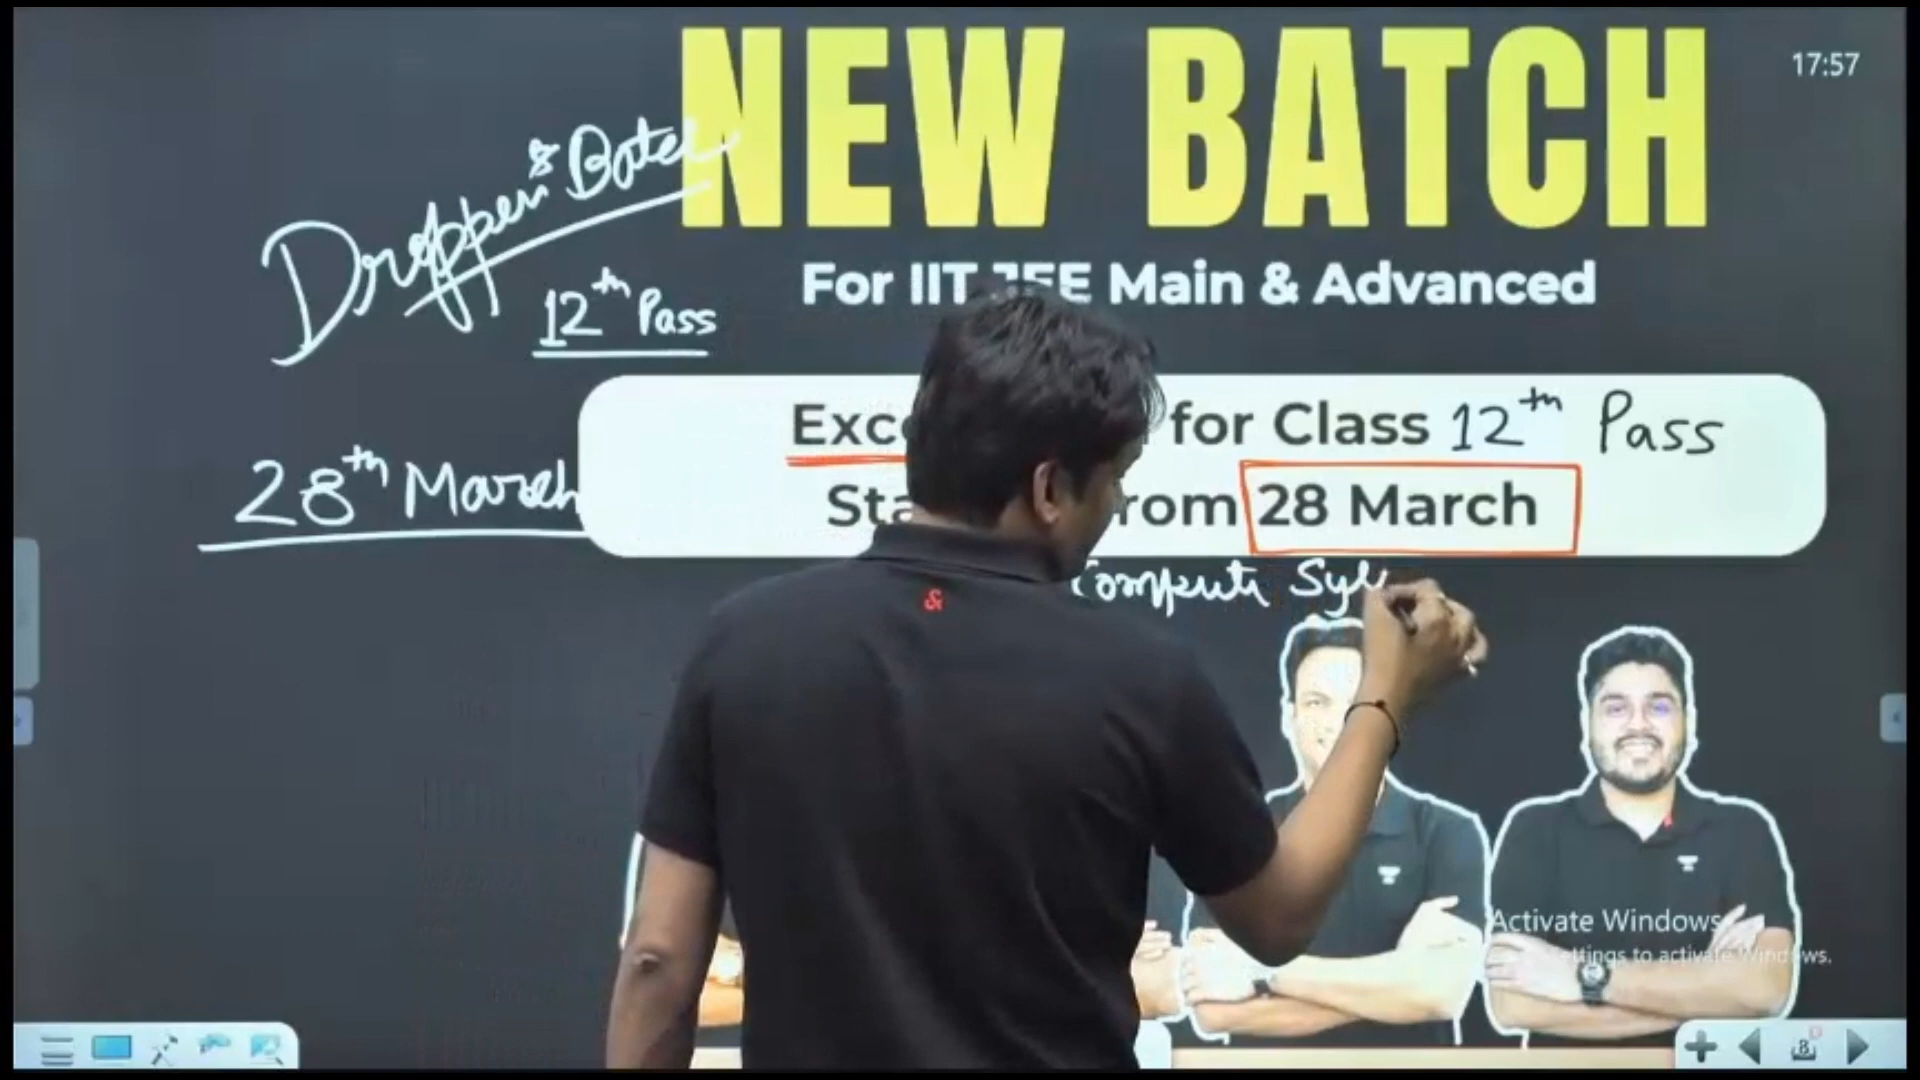 NEW BATCH
17:57
Dropper's Batch
For IIT JEE Main & Advanced
12th Pass
for Class 12th Pass
28th March
from 28 March
&
Activate Windows